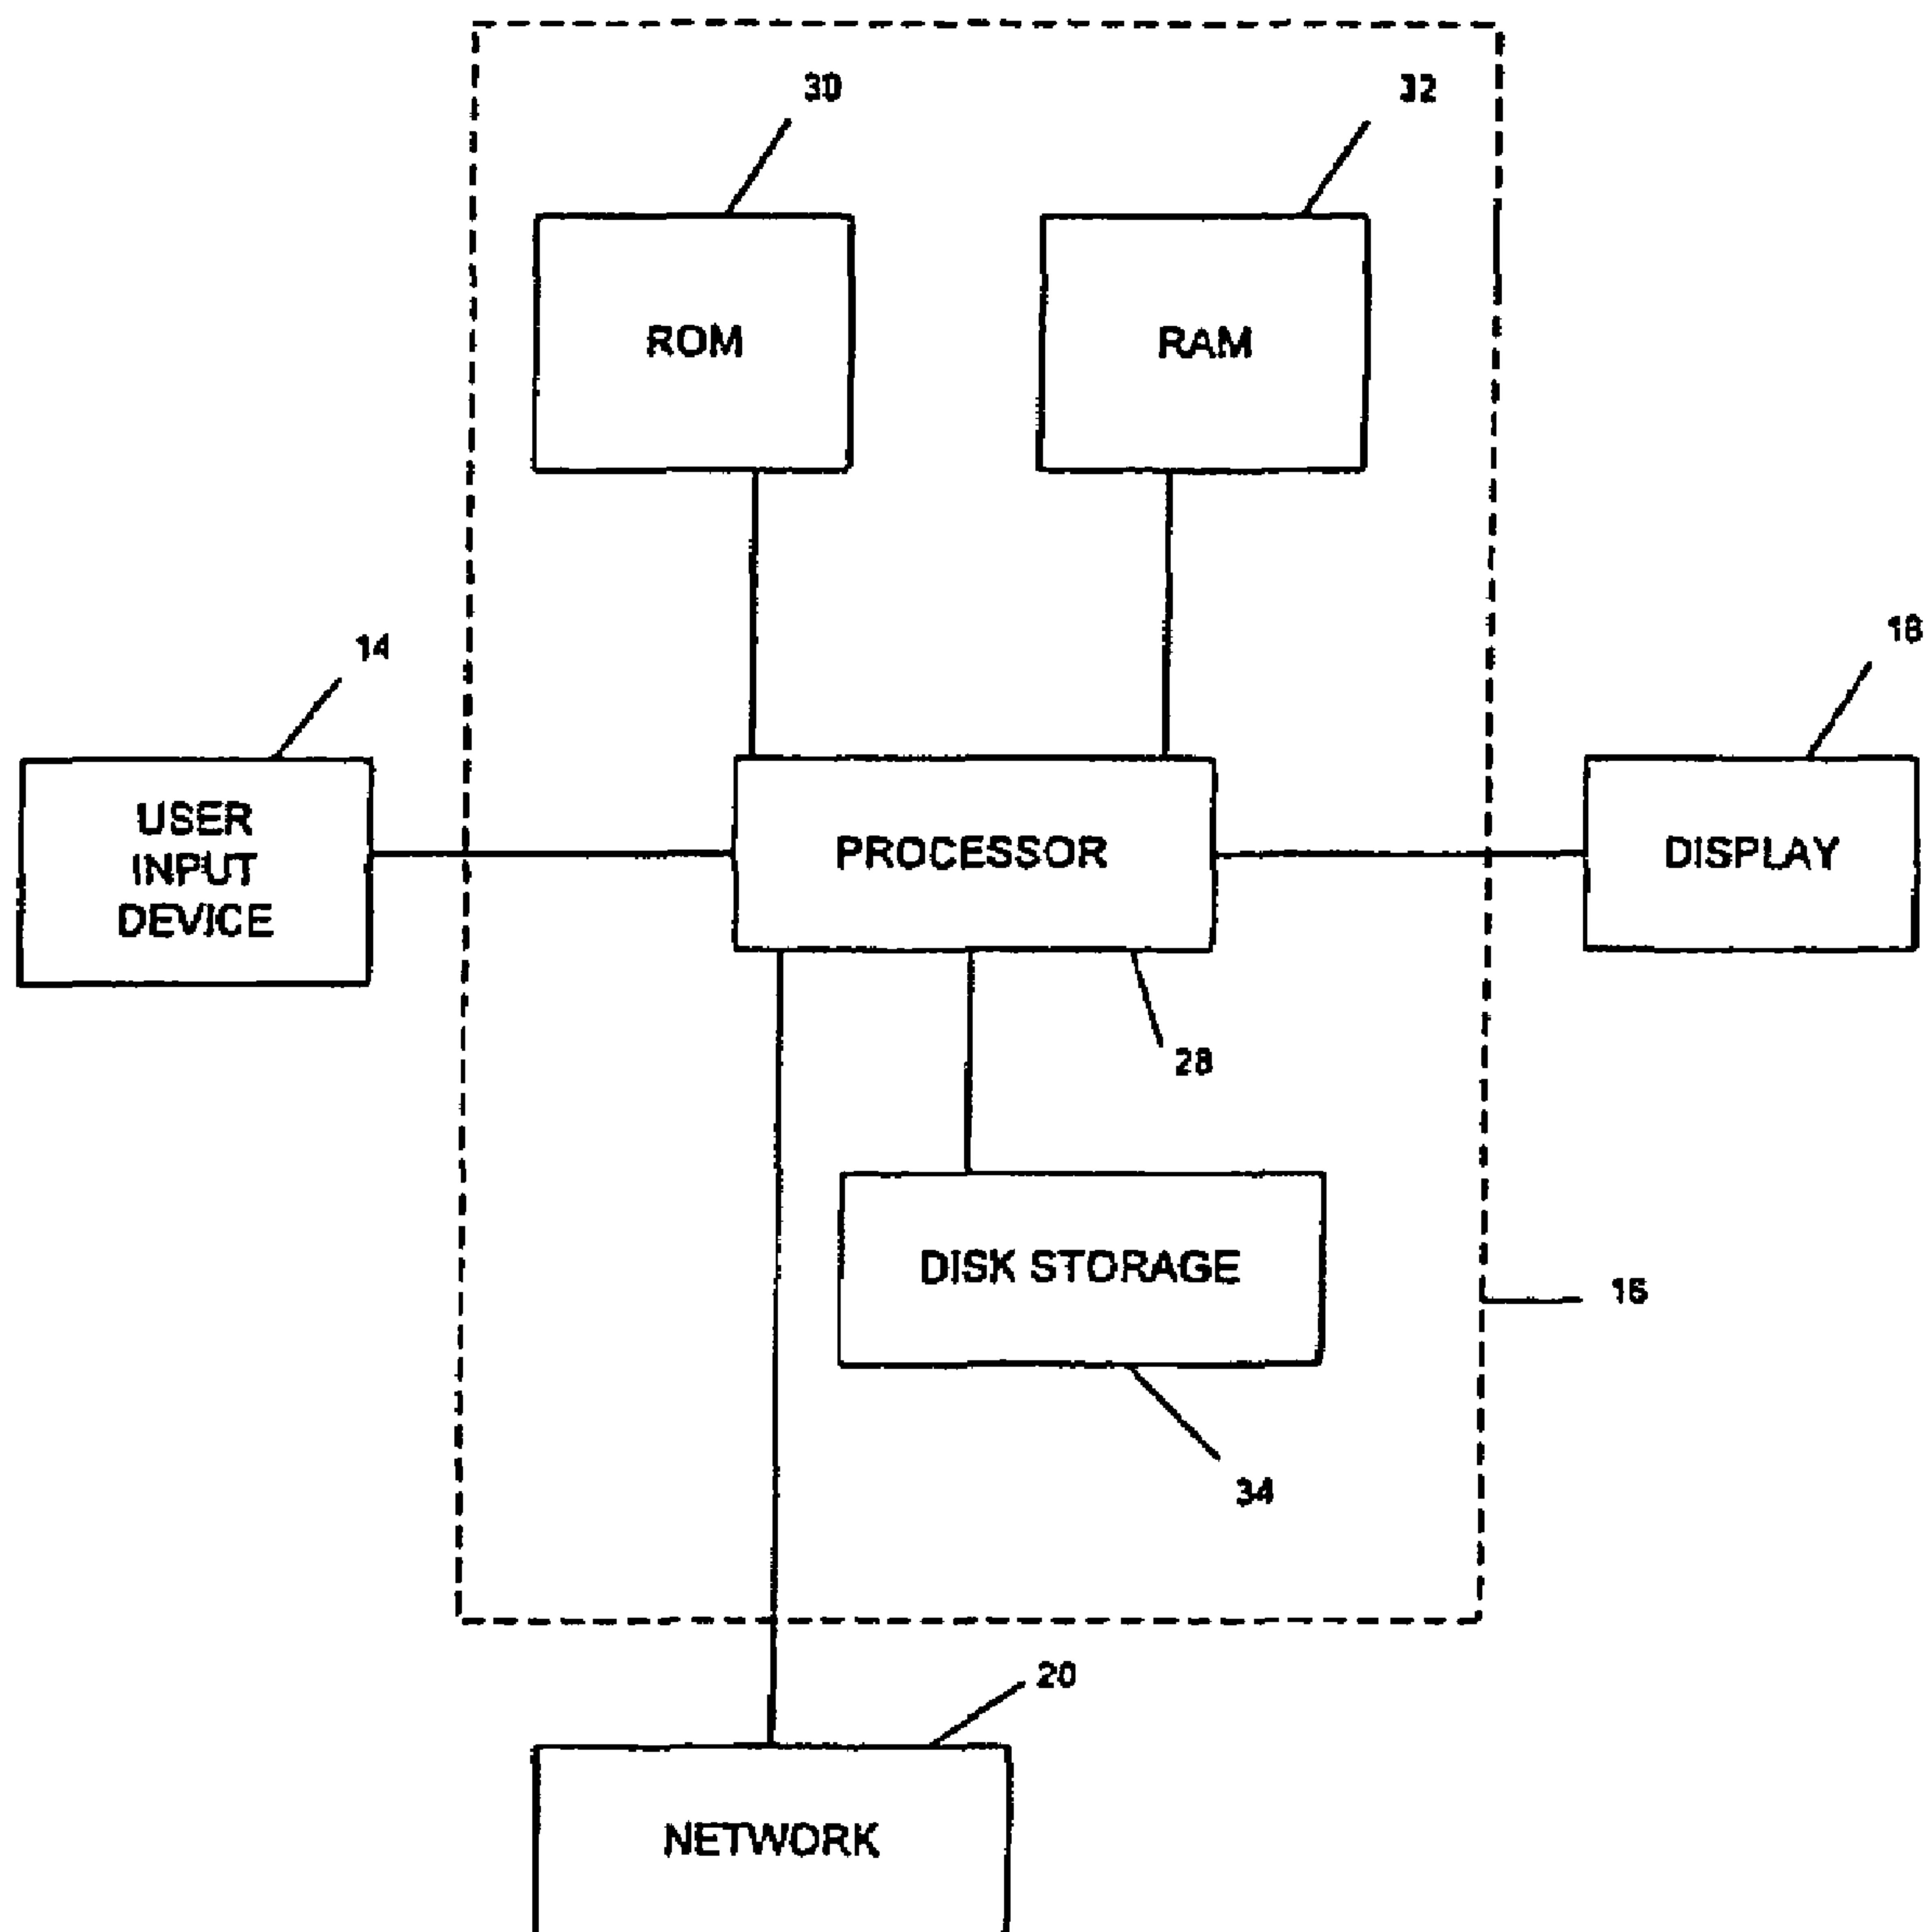 30
32
ROM
RAM
14
18
USER
INPUT
DEVICE
PROCESSOR
DISPLAY
28
DISK STORAGE
16
34
20
NETWORK